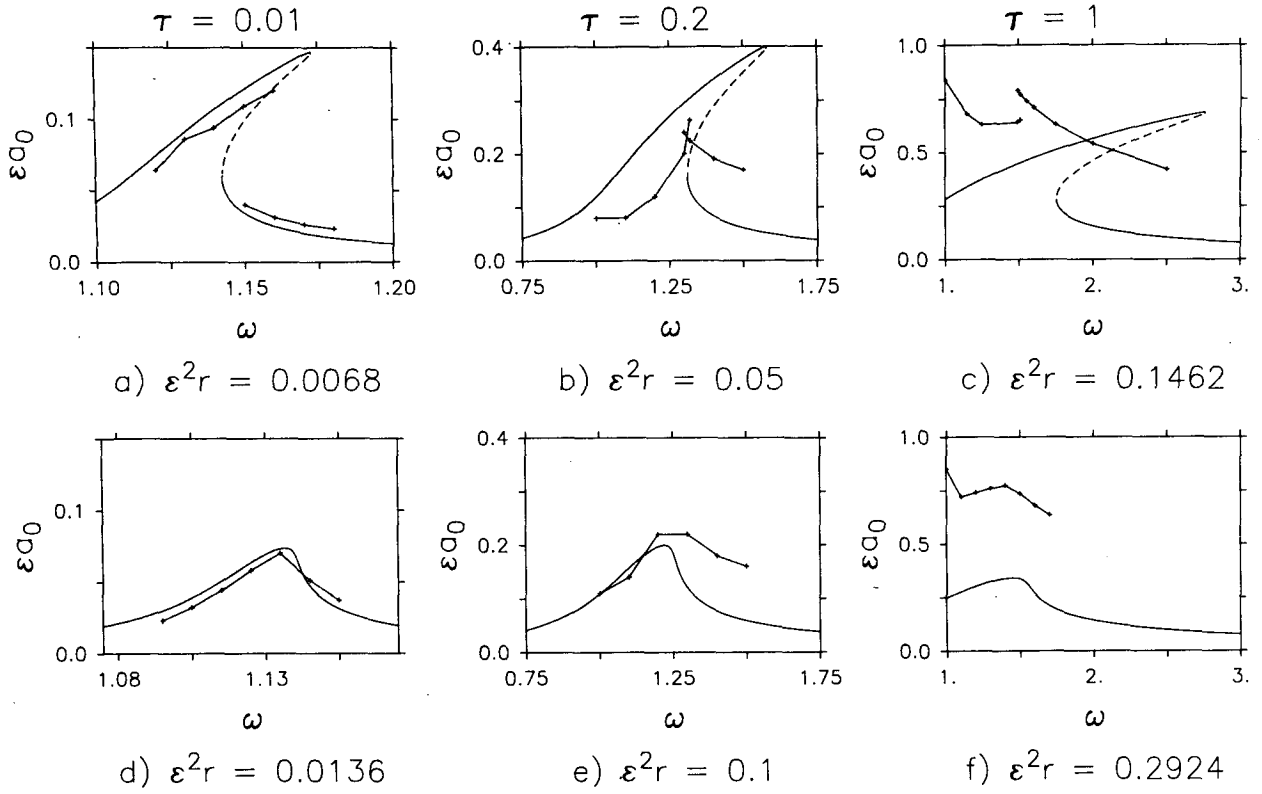 τ = 0.01
τ = 0.2
τ = 1
εa0
0.1
0.0
1.10
1.15
1.20
ω
a) ε²r = 0.0068
εa0
0.4
0.2
0.0
0.75
1.25
1.75
ω
b) ε²r = 0.05
εa0
1.0
0.5
0.0
1.
2.
3.
ω
c) ε²r = 0.1462
εa0
0.1
0.0
1.08
1.13
ω
d) ε²r = 0.0136
εa0
0.4
0.2
0.0
0.75
1.25
1.75
ω
e) ε²r = 0.1
εa0
1.0
0.5
0.0
1.
2.
3.
ω
f) ε²r = 0.2924